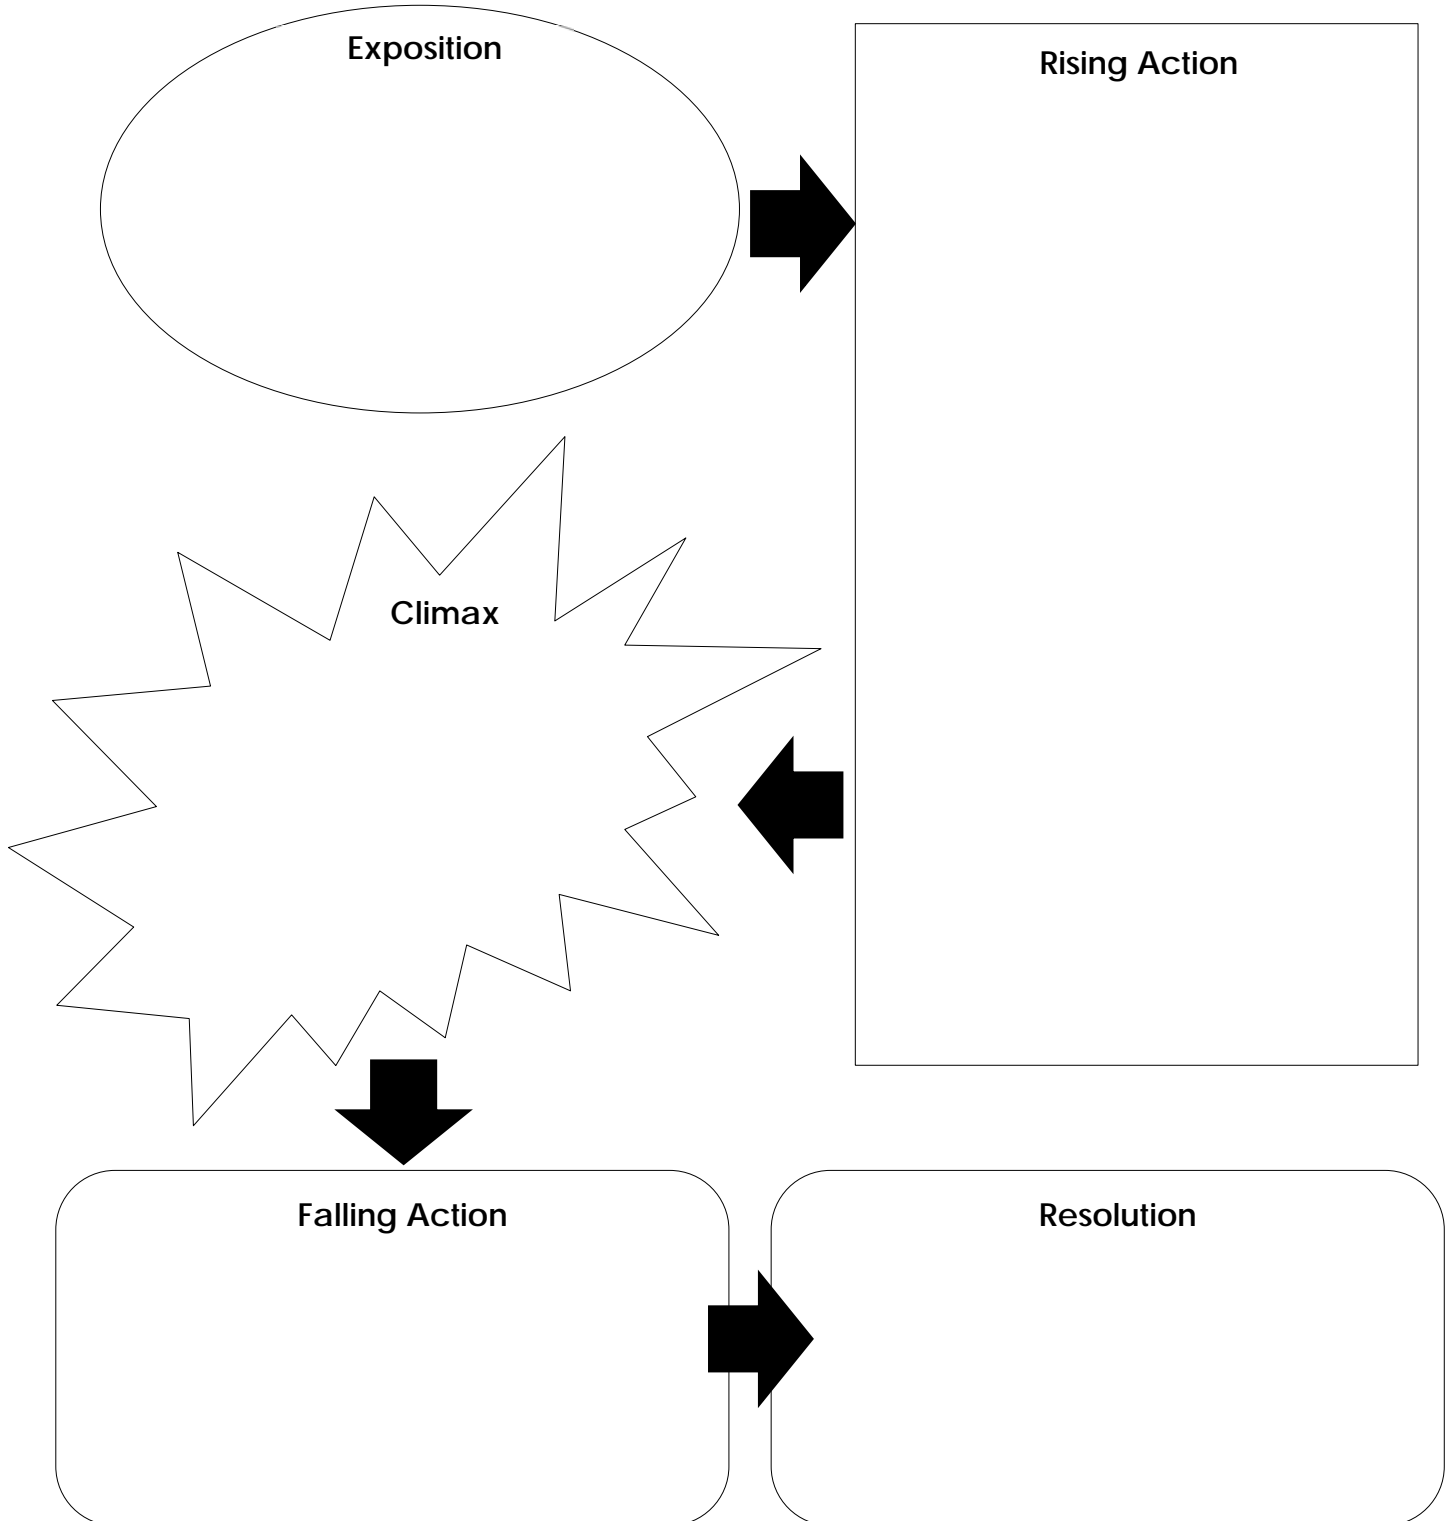 Exposition
Rising Action
Climax
Falling Action
Resolution